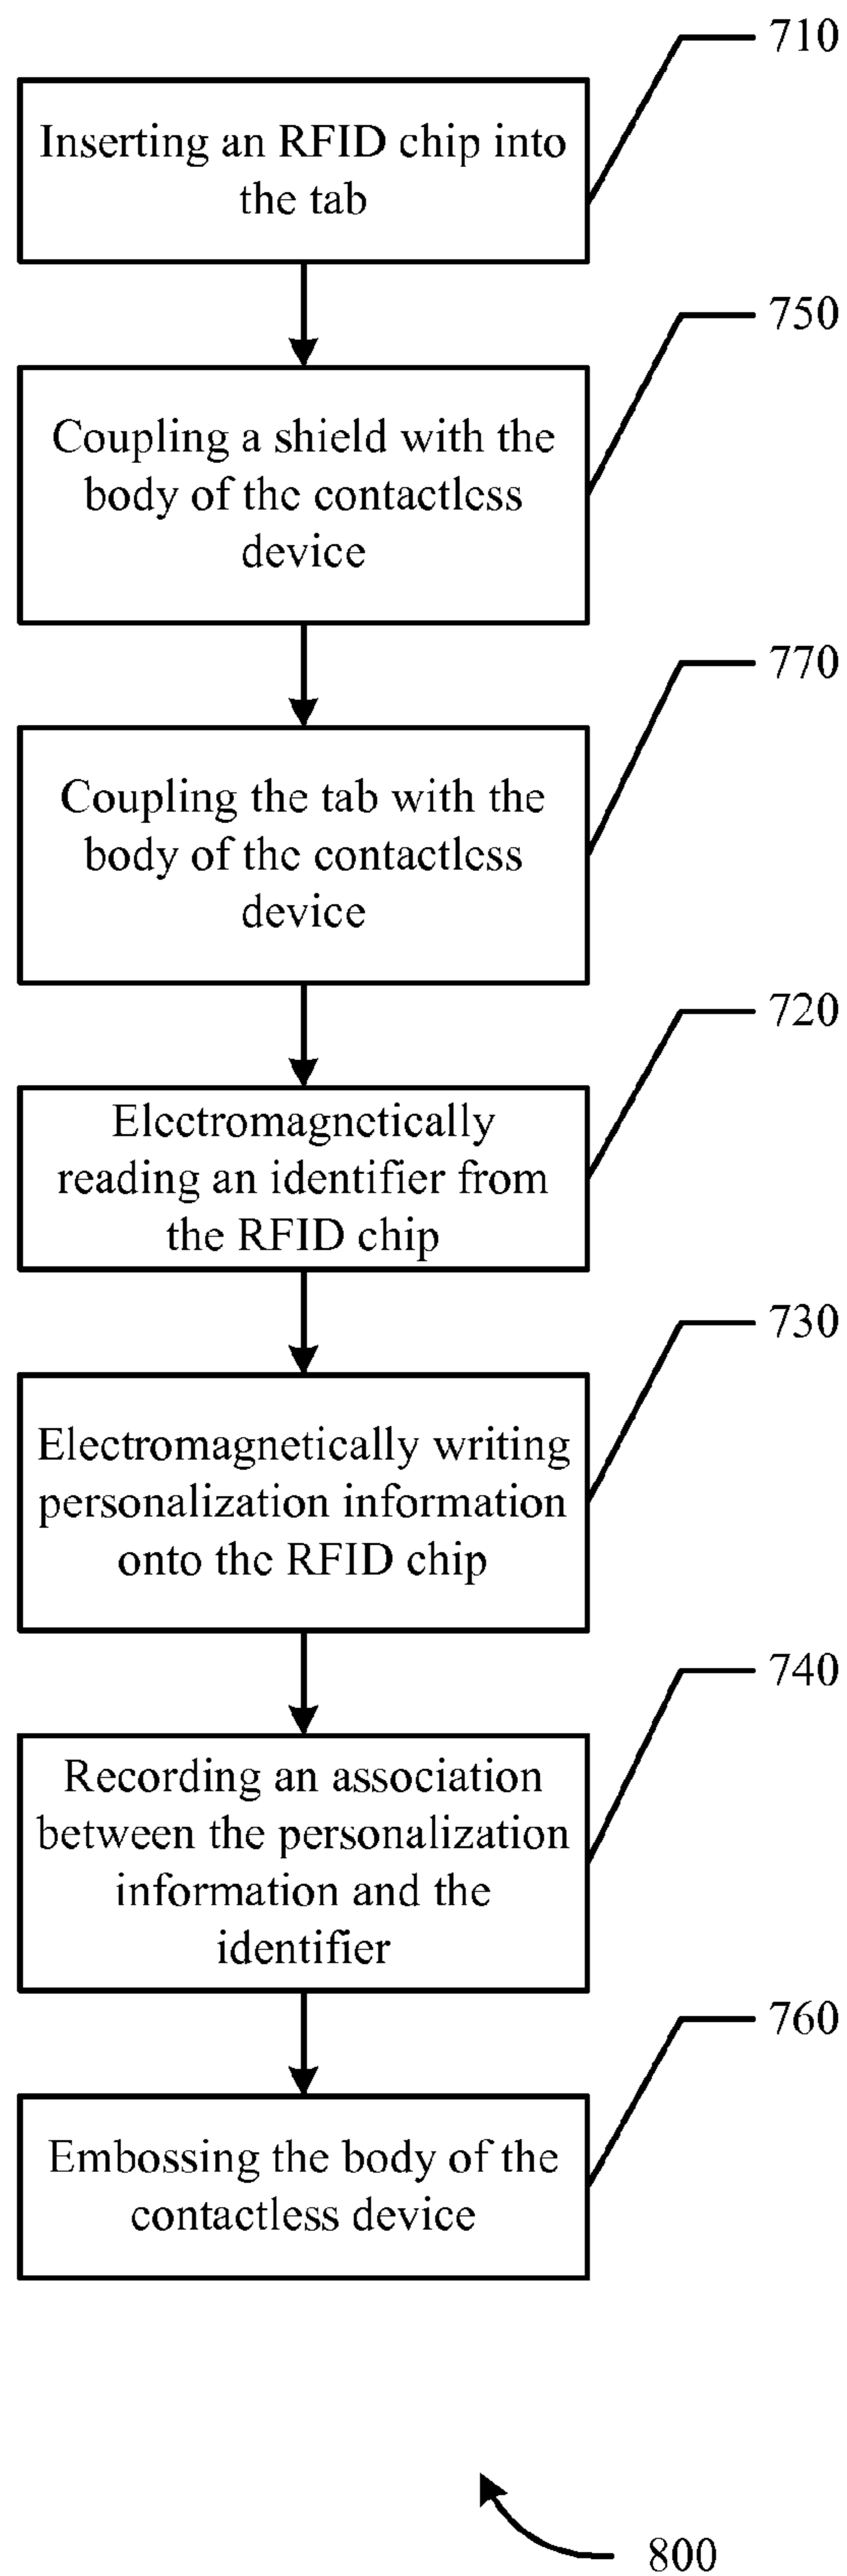 710
Inserting an RFID chip into
the tab
750
Coupling a shield with the
body of the contactless
device
770
Coupling the tab with the
body of the contactless
device
720
Electromagnetically
reading an identifier from
the RFID chip
730
Electromagnetically writing
personalization information
onto the RFID chip
740
Recording an association
between the personalization
information and the
identifier
760
Embossing the body of the
contactless device
800